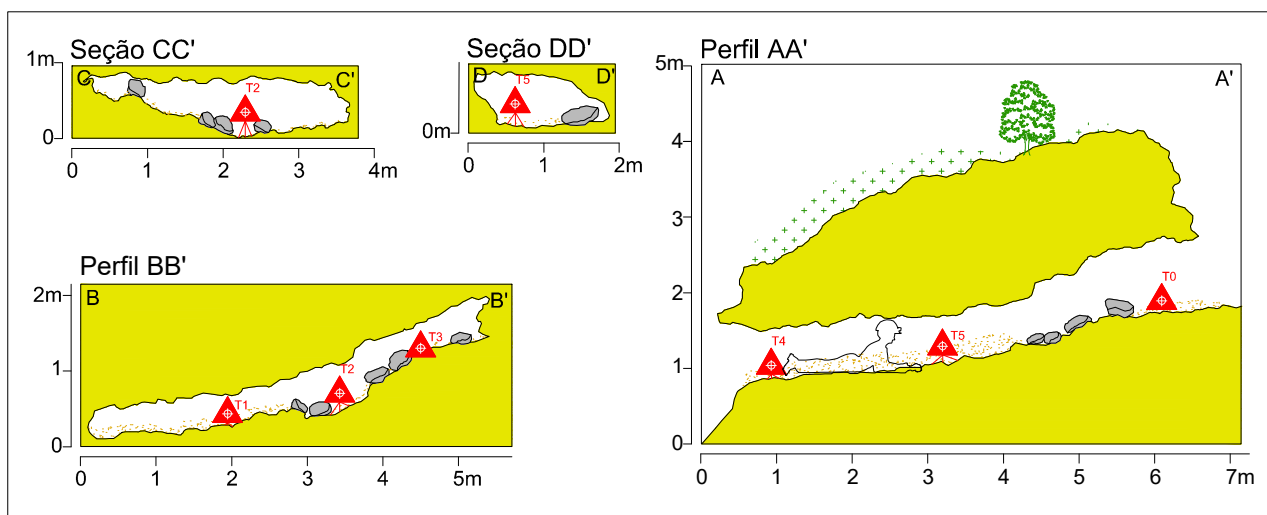 Seção CC'
1m
C
C'
T2
0
0 1 2 3 4m
Seção DD'
D
D'
T5
0m
0 1 2m
Perfil AA'
5m
A
A'
4
3
2
1
0
T0
T4
T5
0 1 2 3 4 5 6 7m
Perfil BB'
2m
B
B'
T3
1
T2
T1
0
0 1 2 3 4 5m